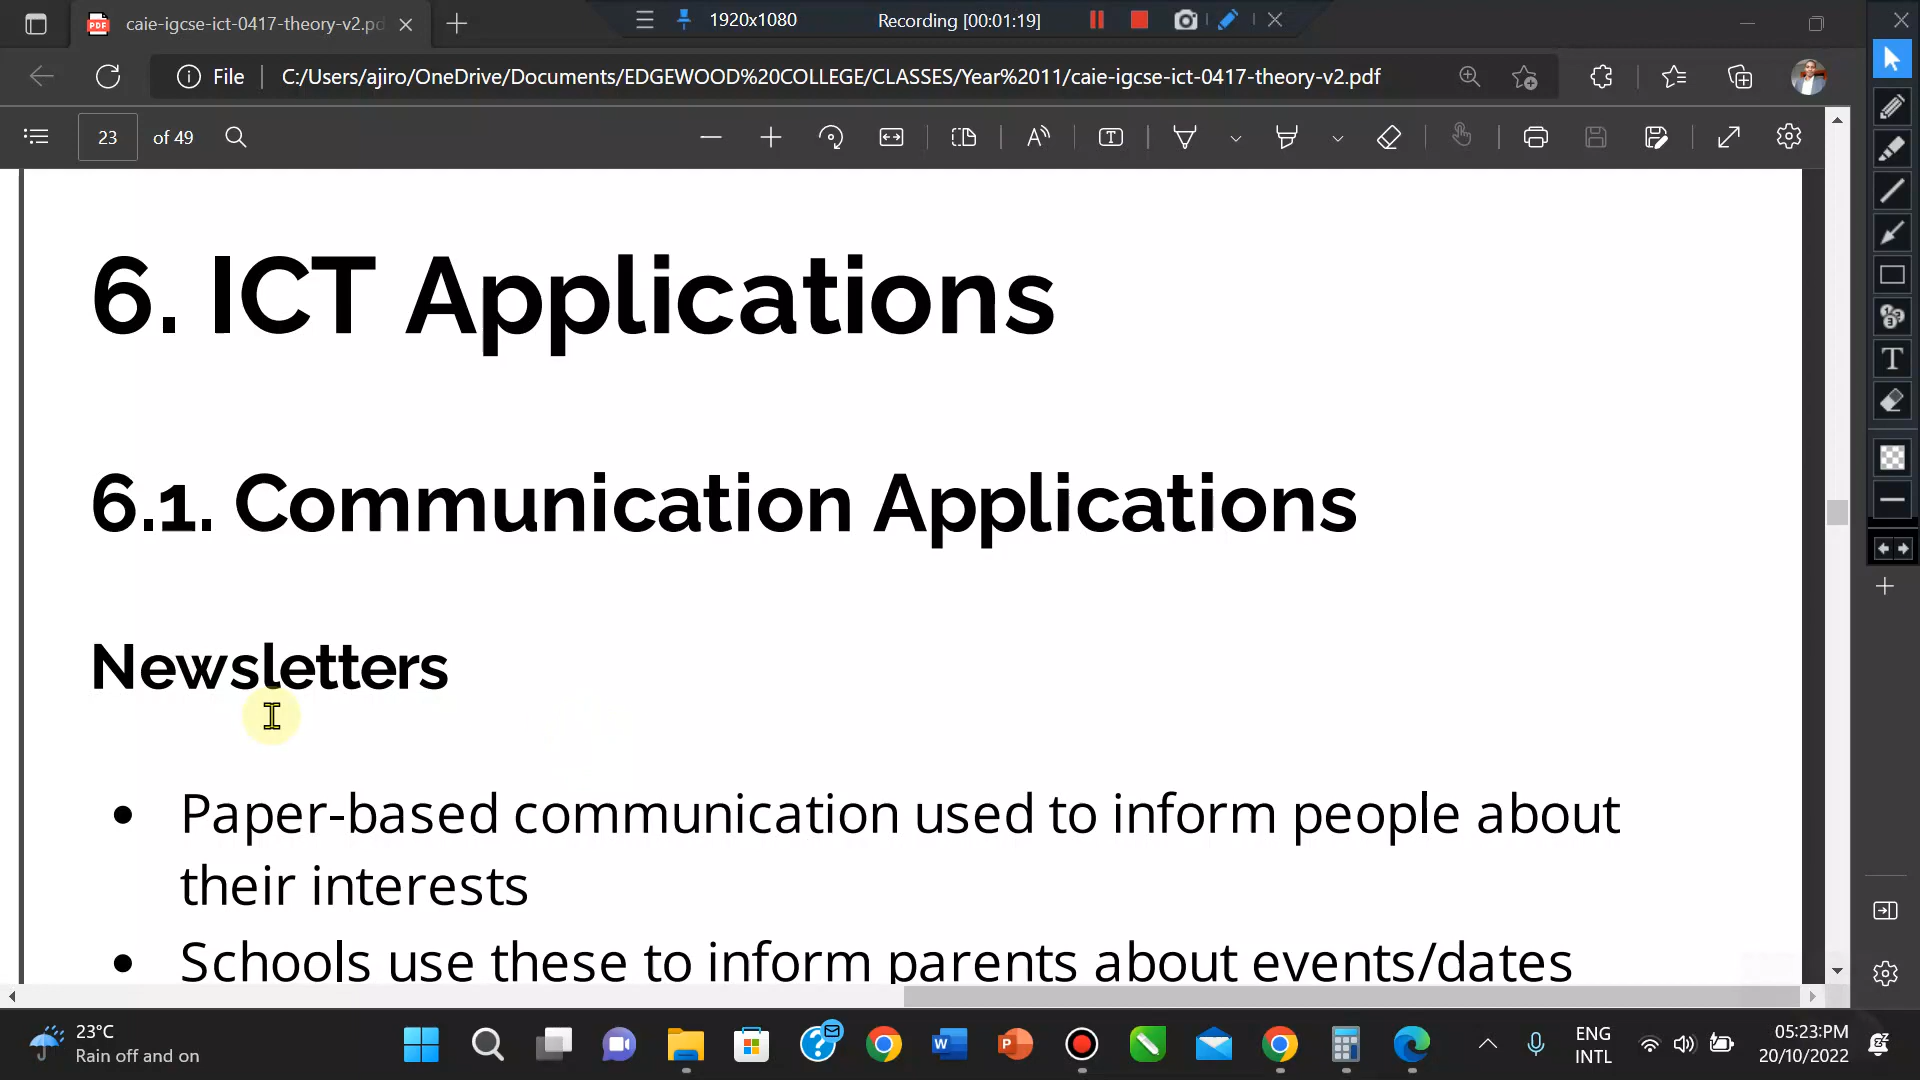 caie-igcse-ict-0417-theory-v2.pd
1920x1080
Recording [00:01:19]
File
C:/Users/ajiro/OneDrive/Documents/EDGEWOOD%20COLLEGE/CLASSES/Year%2011/caie-igcse-ict-0417-theory-v2.pdf
23 of 49
6. ICT Applications
6.1. Communication Applications
Newsletters
• Paper-based communication used to inform people about
their interests
• Schools use these to inform parents about events/dates
23°C
Rain off and on
ENG
INTL
05:23:PM
20/10/2022